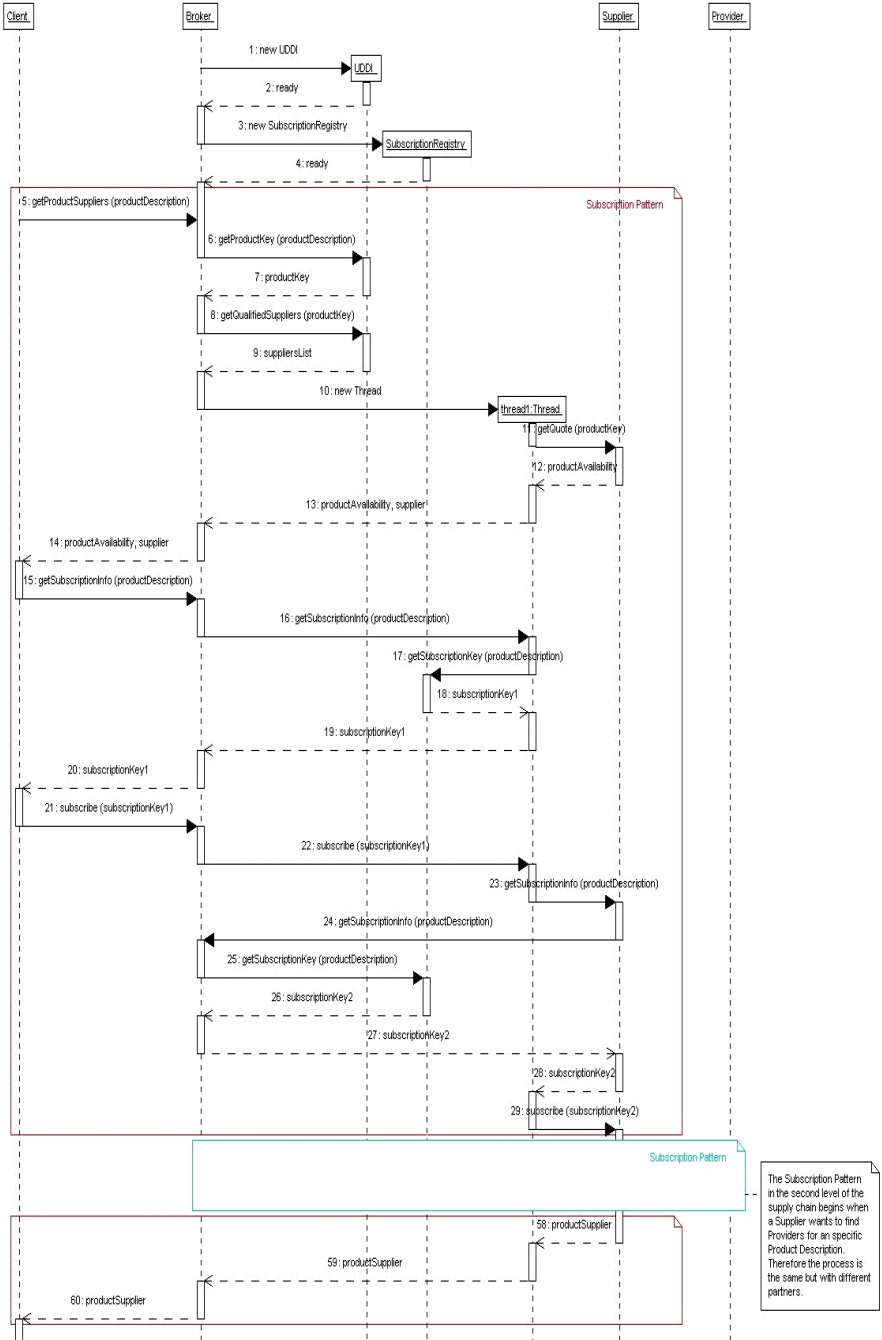 Client
Broker
Supplier
Provider
1: new UDDI
UDDI
2: ready
3: new SubscriptionRegistry
SubscriptionRegistry
4: ready
Subscription Pattern
5: getProductSuppliers (productDescription)
6: getProductKey (productDescription)
7: productKey
8: getQualifiedSuppliers (productKey)
9: suppliersList
10: new Thread
thread1:Thread
11: getQuote (productKey)
12: productAvailability
13: productAvailability, supplier
14: productAvailability, supplier
15: getSubscriptionInfo (productDescription)
16: getSubscriptionInfo (productDescription)
17: getSubscriptionKey (productDescription)
18: subscriptionKey1
19: subscriptionKey1
20: subscriptionKey1
21: subscribe (subscriptionKey1)
22: subscribe (subscriptionKey1)
23: getSubscriptionInfo (productDescription)
24: getSubscriptionInfo (productDescription)
25: getSubscriptionKey (productDescription)
26: subscriptionKey2
27: subscriptionKey2
28: subscriptionKey2
29: subscribe (subscriptionKey2)
Subscription Pattern
The Subscription Pattern
in the second level of the
supply chain begins when
a Supplier wants to find
Providers for an specific
Product Description.
Therefore the process is
the same but with different
partners.
58: productSupplier
59: productSupplier
60: productSupplier